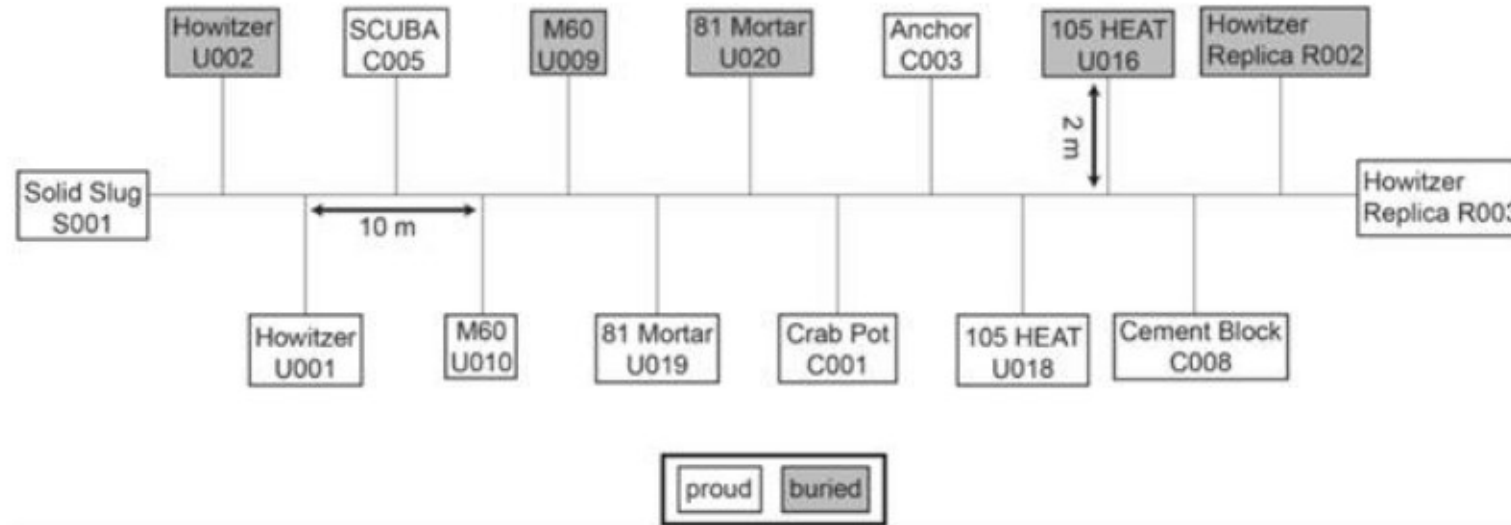 Howitzer
U002
SCUBA
C005
M60
U009
81 Mortar
U020
Anchor
C003
105 HEAT
U016
Howitzer
Replica R002
2 m
Solid Slug
S001
10 m
Howitzer
Replica R003
Howitzer
U001
M60
U010
81 Mortar
U019
Crab Pot
C001
105 HEAT
U018
Cement Block
C008
proud
buried